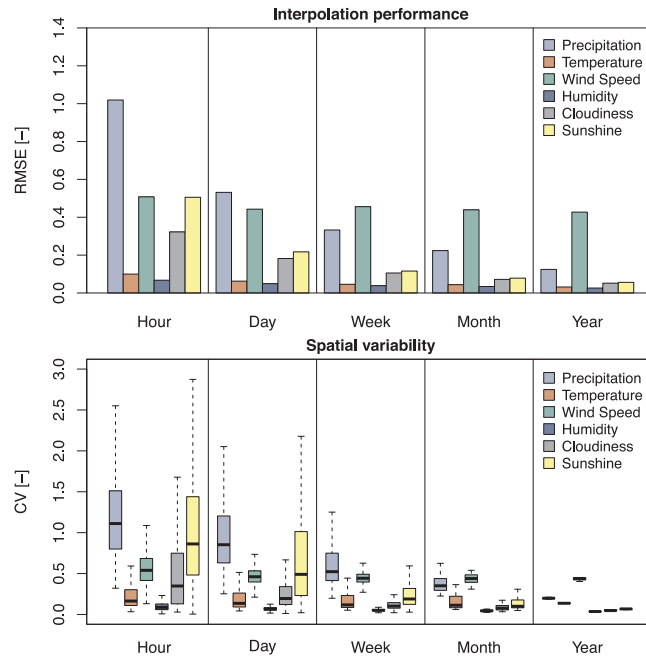 Interpolation performance
RMSE [-]
1.4
1.2
1.0
0.8
0.6
0.4
0.2
0.0
Precipitation
Temperature
Wind Speed
Humidity
Cloudiness
Sunshine
Hour Day Week Month Year
Spatial variability
CV [-]
3.0
2.5
2.0
1.5
1.0
0.5
0.0
Precipitation
Temperature
Wind Speed
Humidity
Cloudiness
Sunshine
Hour Day Week Month Year